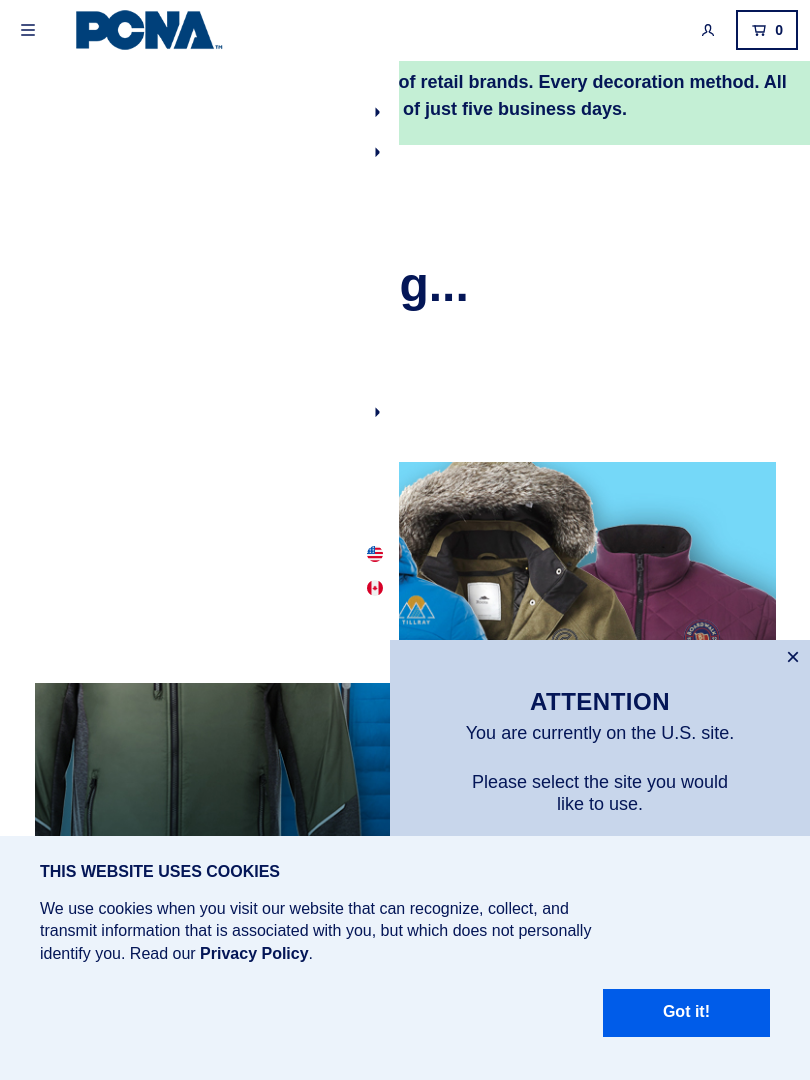 PCNA™
0
of retail brands. Every decoration method. All
of just five business days.
g...
STILLRAY
ATTENTION
You are currently on the U.S. site.
Please select the site you would
like to use.
THIS WEBSITE USES COOKIES
We use cookies when you visit our website that can recognize, collect, and
transmit information that is associated with you, but which does not personally
identify you. Read our Privacy Policy.
Got it!